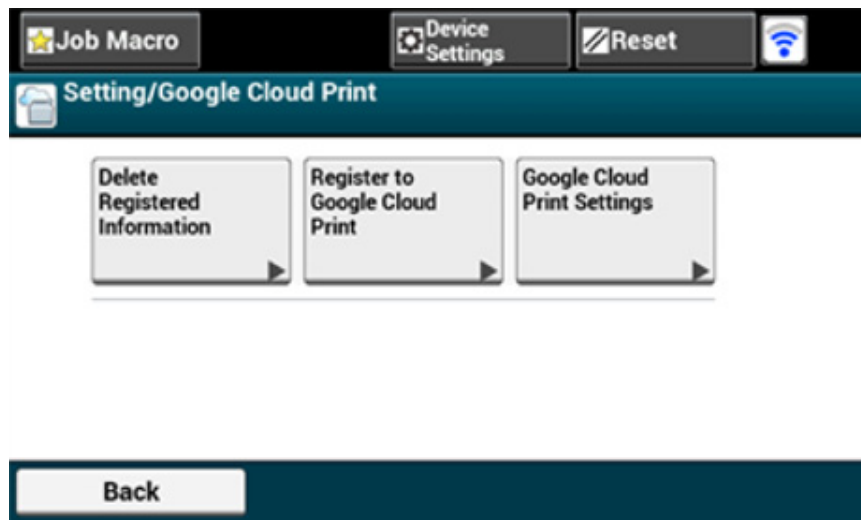 Job Macro
Device
Settings
Reset
Setting/Google Cloud Print
Delete
Registered
Information
Register to
Google Cloud
Print
Google Cloud
Print Settings
Back